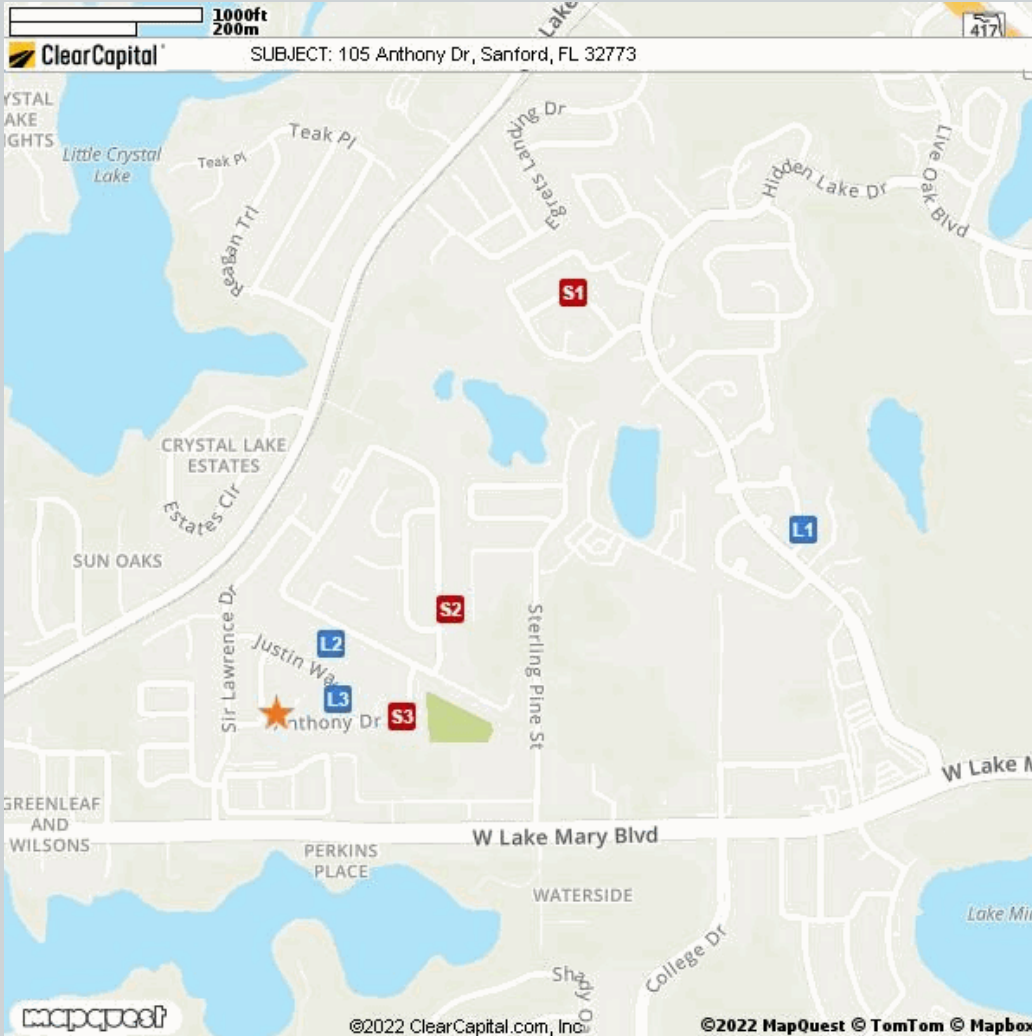 1000ft
200m
Lake
417
ClearCapital
SUBJECT: 105 Anthony Dr, Sanford, FL 32773
YSTAL
AKE
IGHTS
Little Crystal
Lake
Teak Pl
Teak Pl
Reagan Trl
Egrets Landing Dr
Hidden Lake Dr
Live Oak Blvd
S1
CRYSTAL LAKE
ESTATES
Estates Cir
SUN OAKS
L1
S2
Sir Lawrence Dr
Justin Wa
L2
L3
S3
nthony Dr
Sterling Pine St
W Lake M
GREENLEAF
AND
WILSONS
W Lake Mary Blvd
PERKINS
PLACE
WATERSIDE
Lake Mi
College Dr
Shady Oa
mapquest
©2022 ClearCapital.com, Inc
©2022 MapQuest © TomTom © Mapbox